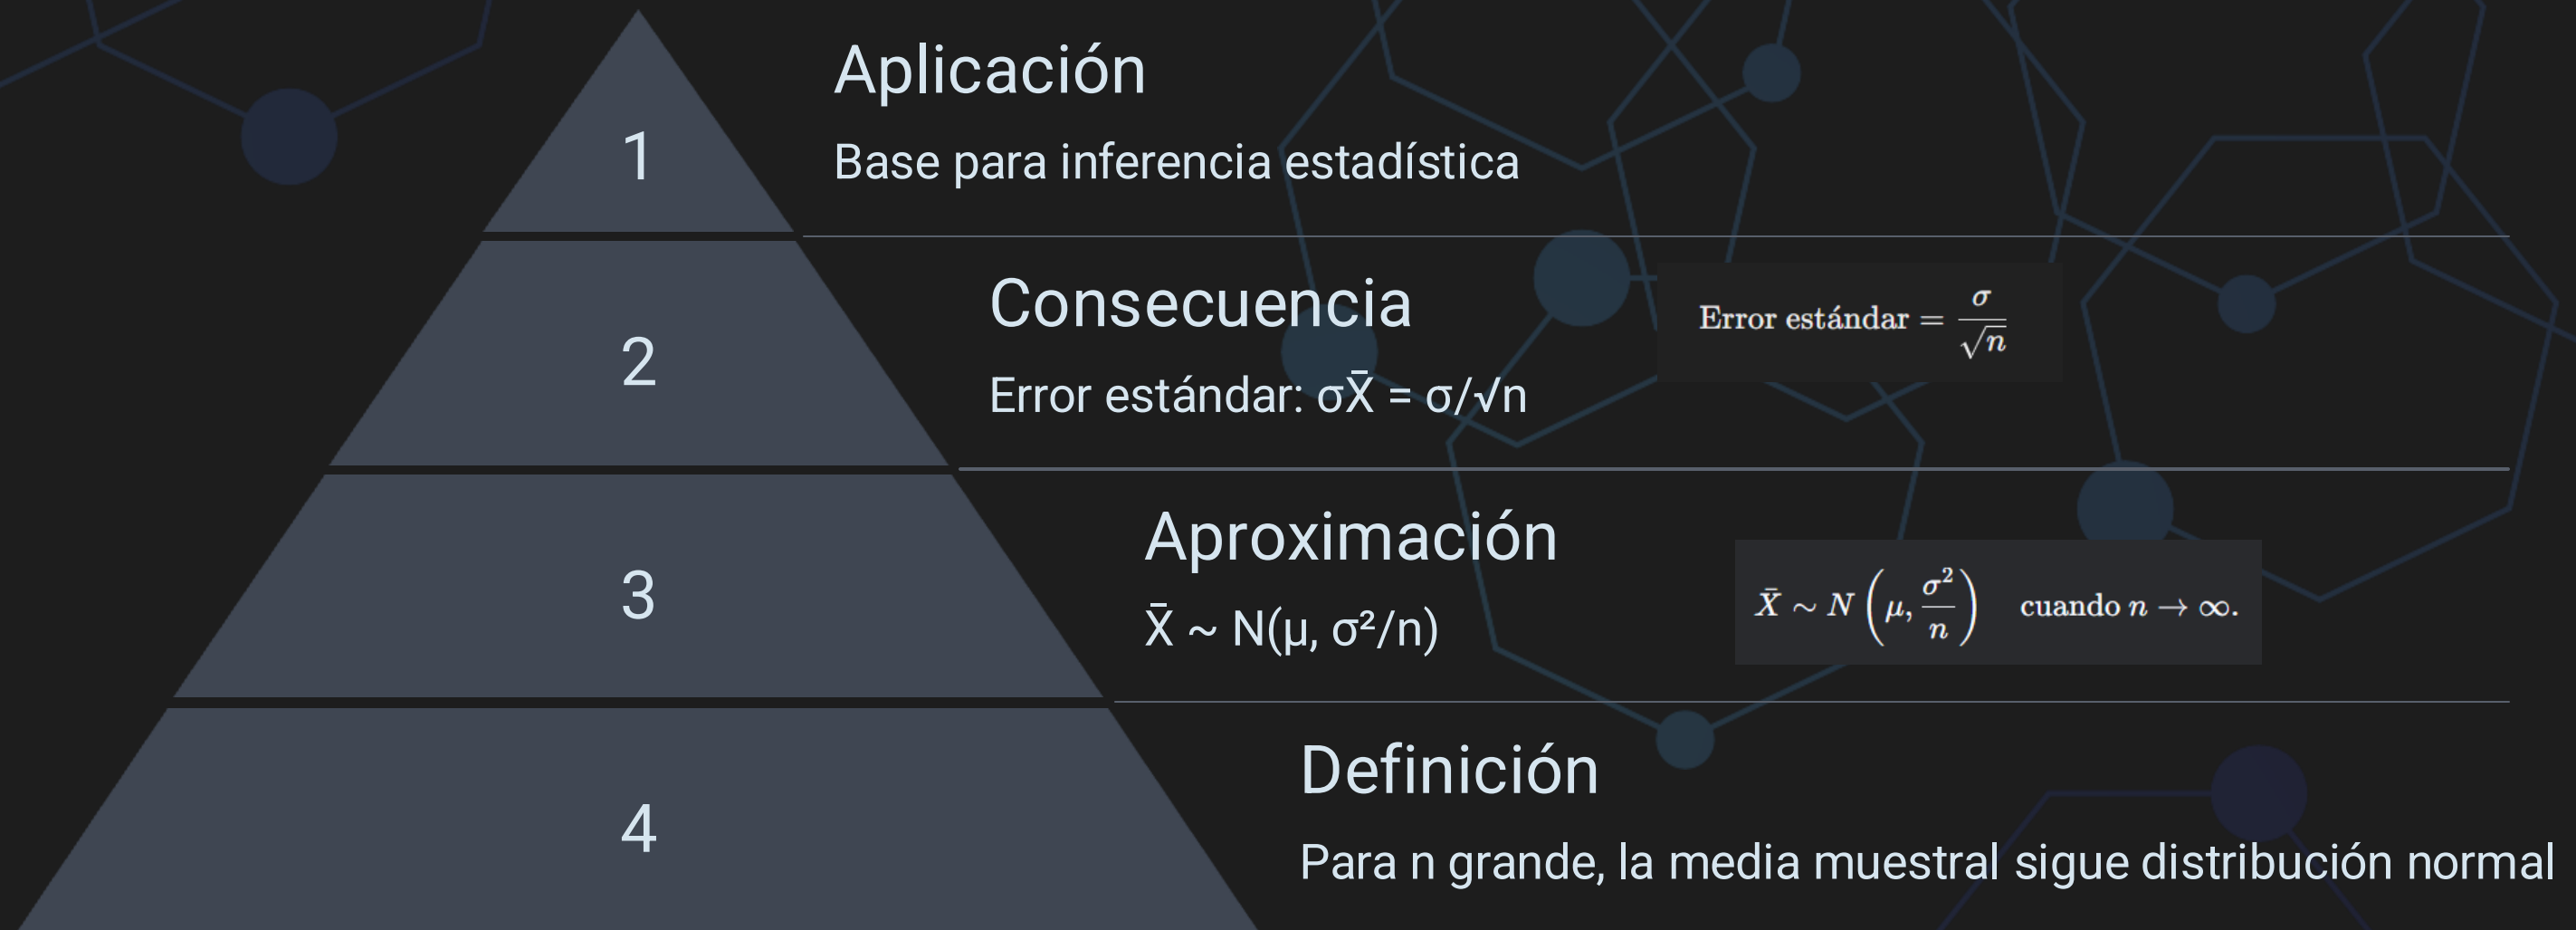 1
Aplicación
Base para inferencia estadística
2
Consecuencia
Error estándar: σX̄ = σ/√n
Error estándar = σ/√n
3
Aproximación
X̄ ~ N(μ, σ²/n)
X̄ ∼ N(μ, σ²/n) cuando n → ∞.
4
Definición
Para n grande, la media muestral sigue distribución normal